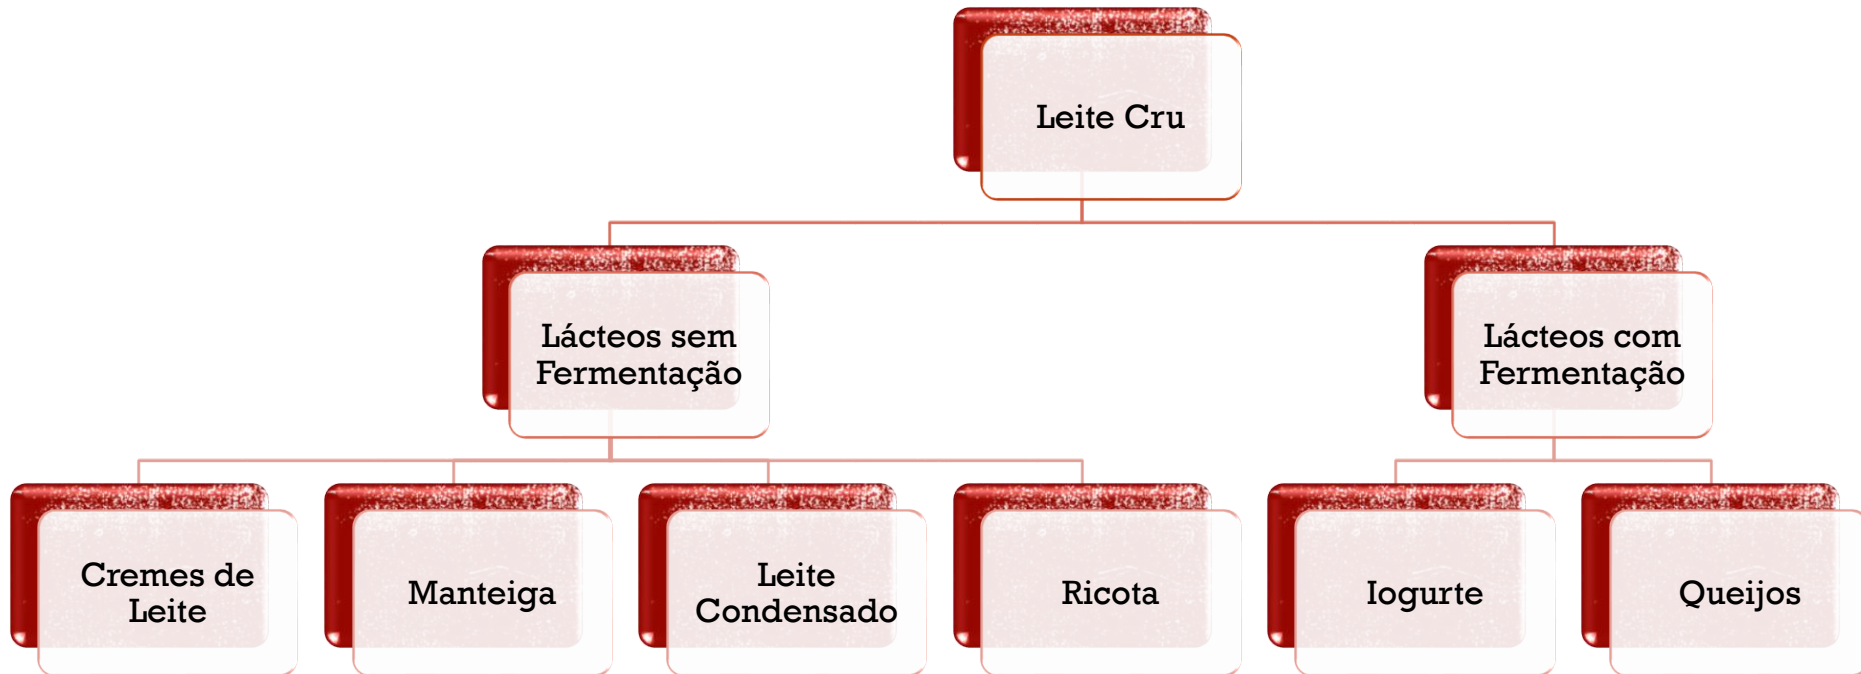 Leite Cru
Lácteos sem
Fermentação
Lácteos com
Fermentação
Cremes de
Leite
Manteiga
Leite
Condensado
Ricota
Iogurte
Queijos